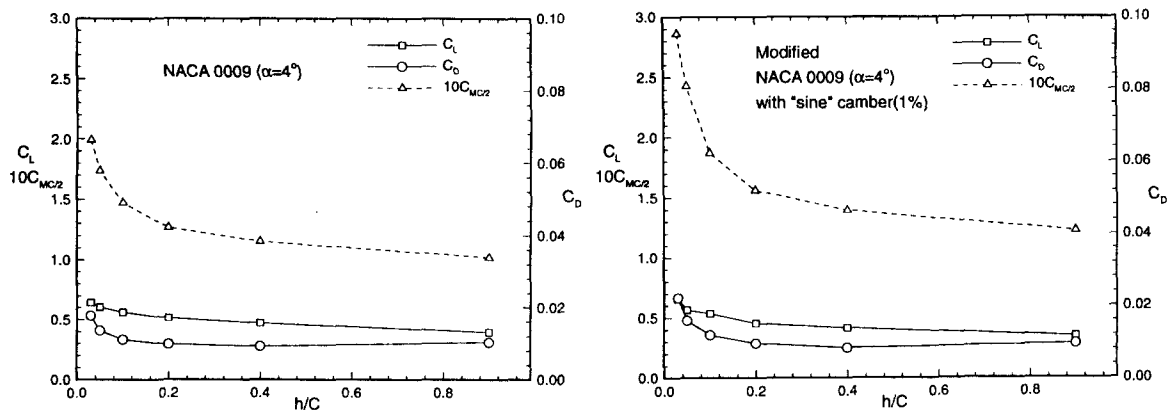 3.0
2.5
2.0
1.5
1.0
0.5
0.0
C_L
10C_MC/2
NACA 0009 (α=4°)
C_L
C_D
10C_MC/2
0.10
0.08
0.06
0.04
0.02
0.00
C_D
0.0 0.2 0.4 0.6 0.8
h/C
3.0
2.5
2.0
1.5
1.0
0.5
0.0
C_L
10C_MC/2
Modified
NACA 0009 (α=4°)
with "sine" camber(1%)
C_L
C_D
10C_MC/2
0.10
0.08
0.06
0.04
0.02
0.00
C_D
0.0 0.2 0.4 0.6 0.8
h/C